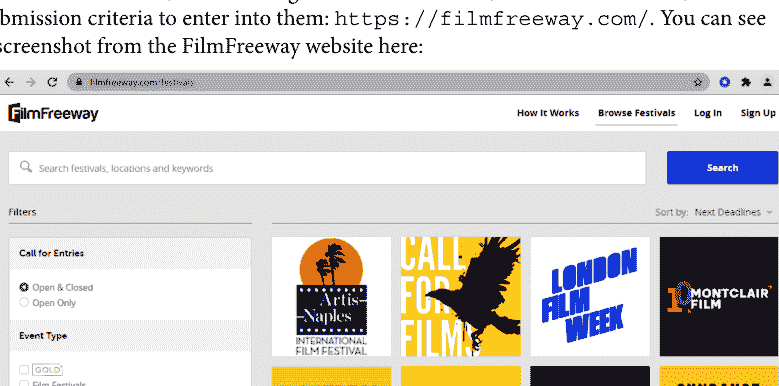 submission criteria to enter into them: https://filmfreeway.com/. You can see
screenshot from the FilmFreeway website here:
filmfreeway.com/festivals
FilmFreeway
How It Works Browse Festivals Log In Sign Up
Search festivals, locations and keywords Search
Filters Sort by: Next Deadlines
Call for Entries
Open & Closed
Open Only
Event Type
GOLD
Film Festivals
Artis—
—Naples
INTERNATIONAL
FILM FESTIVAL
CALL
FOR
FILMS
LONDON
FILM
WEEK
10 MONTCLAIR
FILM